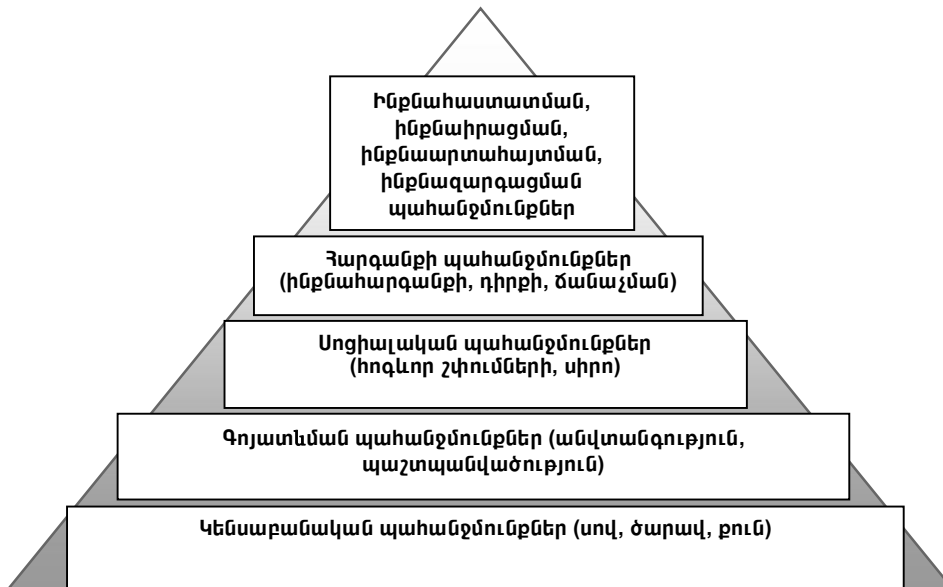 Ինքնահաստատման,
ինքնաիրացման,
ինքնաարտահայտման,
ինքնազարգացման
պահանջմունքներ
Հարգանքի պահանջմունքներ
(ինքնահարգանքի, դիրքի, ճանաչման)
Սոցիալական պահանջմունքներ
(հոգևոր շփումների, սիրո)
Գոյատևման պահանջմունքներ (անվտանգություն,
պաշտպանվածություն)
Կենսաբանական պահանջմունքներ (սով, ծարավ, քուն)